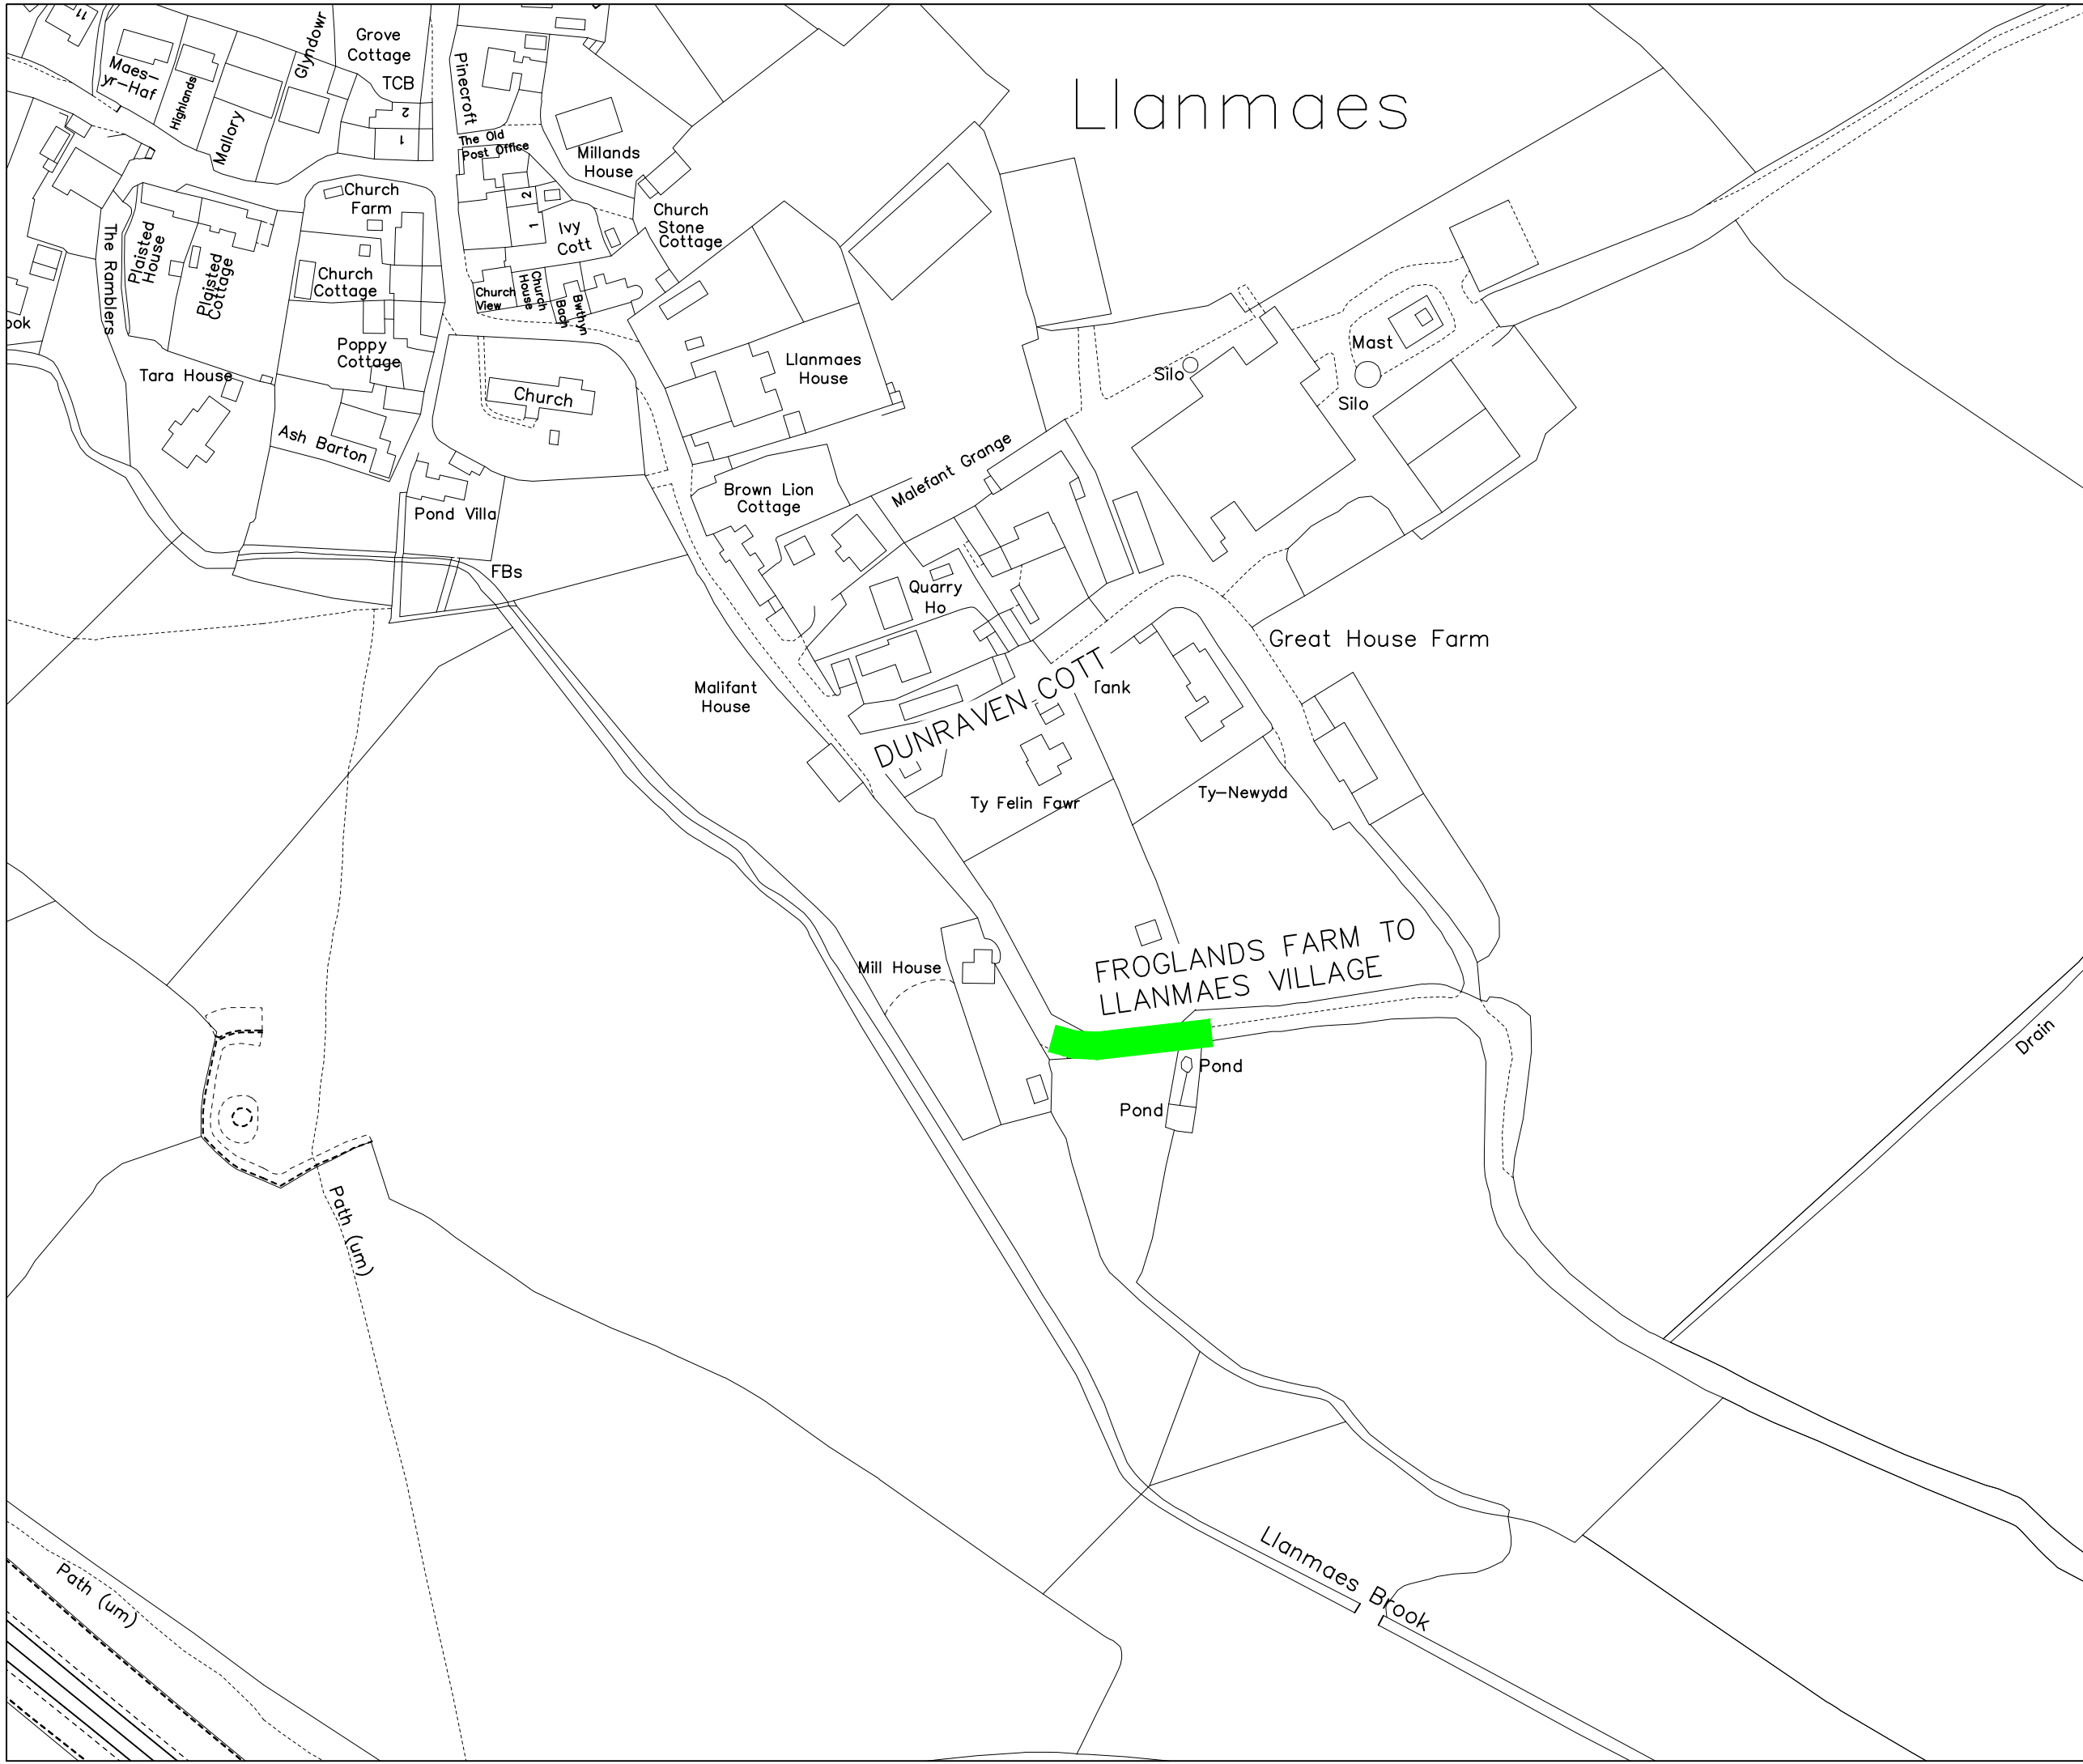 Llanmaes
11
Maes-
yr-Haf
Highlands
Mallory
Glyndowr
Grove
Cottage
TCB
2
1
Pinecroft
The Old
Post Office
Millands
House
Church
Farm
2
1
Ivy
Cott
Church
Stone
Cottage
The Ramblers
Plaisted
House
Plaisted
Cottage
Church
Cottage
Church
View
Church
House
Bwthyn
Bach
ook
Poppy
Cottage
Tara House
Church
Llanmaes
House
Silo
Mast
Silo
Ash Barton
Malefant Grange
Brown Lion
Cottage
Pond Villa
FBs
Quarry
Ho
Great House Farm
Malifant
House
DUNRAVEN COTT
Tank
Ty Felin Fawr
Ty-Newydd
FROGLANDS FARM TO
LLANMAES VILLAGE
Mill House
Pond
Pond
Drain
Path (um)
Path (um)
Llanmaes Brook